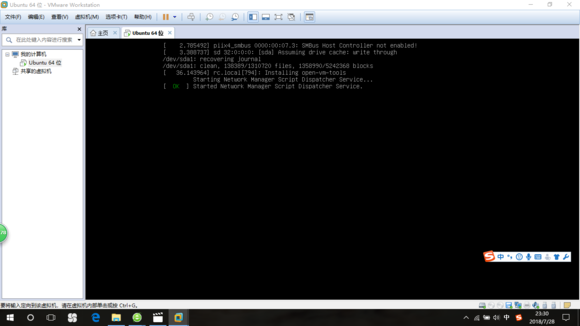 Ubuntu 64 位 - VMware Workstation
文件(F) 编辑(E) 查看(V) 虚拟机(M) 选项卡(T) 帮助(H)
库
主页
Ubuntu 64 位
在此处键入内容进行搜索
我的计算机
Ubuntu 64 位
共享的虚拟机
[    2.785492] piix4_smbus 0000:00:07.3: SMBus Host Controller not enabled!
[    3.388737] sd 32:0:0:0: [sda] Assuming drive cache: write through
/dev/sda1: recovering journal
/dev/sda1: clean, 138389/1310720 files, 1358990/5242368 blocks
[   36.143964] rc.local[794]: Installing open-vm-tools
Starting Network Manager Script Dispatcher Service...
[  OK  ] Started Network Manager Script Dispatcher Service.
78
中
要将输入定向到该虚拟机，请在虚拟机内部单击或按 Ctrl+G。
中
23:30
2018/7/28